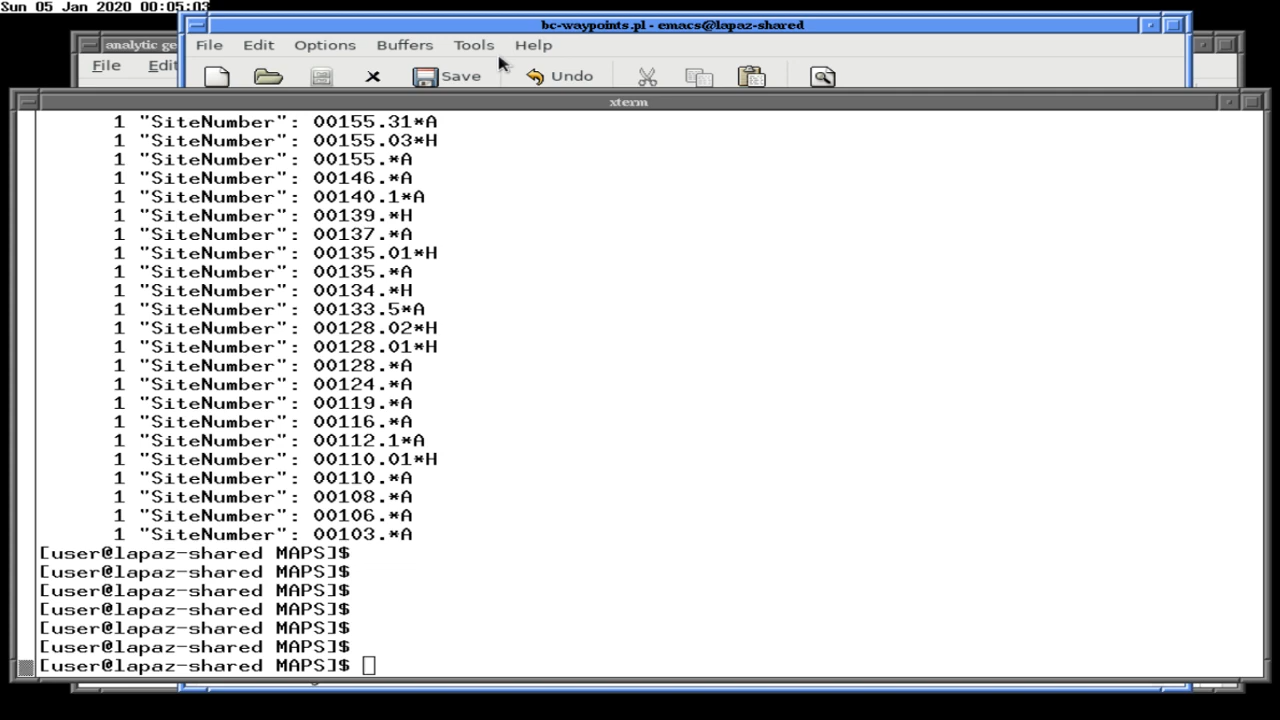 Sun 05 Jan 2020 00:05:03
bc-waypoints.pl - emacs@lapaz-shared
analytic ge
File Edit Options Buffers Tools Help
File Edit
Save Undo
xterm
1 "SiteNumber": 00155.31*A
1 "SiteNumber": 00155.03*H
1 "SiteNumber": 00155.*A
1 "SiteNumber": 00146.*A
1 "SiteNumber": 00140.1*A
1 "SiteNumber": 00139.*H
1 "SiteNumber": 00137.*A
1 "SiteNumber": 00135.01*H
1 "SiteNumber": 00135.*A
1 "SiteNumber": 00134.*H
1 "SiteNumber": 00133.5*A
1 "SiteNumber": 00128.02*H
1 "SiteNumber": 00128.01*H
1 "SiteNumber": 00128.*A
1 "SiteNumber": 00124.*A
1 "SiteNumber": 00119.*A
1 "SiteNumber": 00116.*A
1 "SiteNumber": 00112.1*A
1 "SiteNumber": 00110.01*H
1 "SiteNumber": 00110.*A
1 "SiteNumber": 00108.*A
1 "SiteNumber": 00106.*A
1 "SiteNumber": 00103.*A
[user@lapaz-shared MAPS]$
[user@lapaz-shared MAPS]$
[user@lapaz-shared MAPS]$
[user@lapaz-shared MAPS]$
[user@lapaz-shared MAPS]$
[user@lapaz-shared MAPS]$
[user@lapaz-shared MAPS]$